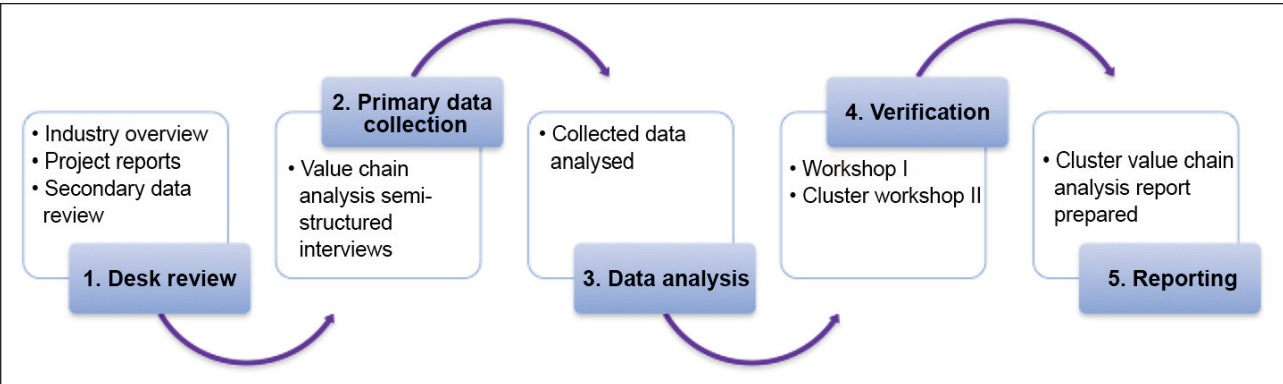 • Industry overview
• Project reports
• Secondary data
review
1. Desk review
2. Primary data
collection
• Value chain
analysis semi-
structured
interviews
• Collected data
analysed
3. Data analysis
4. Verification
• Workshop I
• Cluster workshop II
• Cluster value chain
analysis report
prepared
5. Reporting